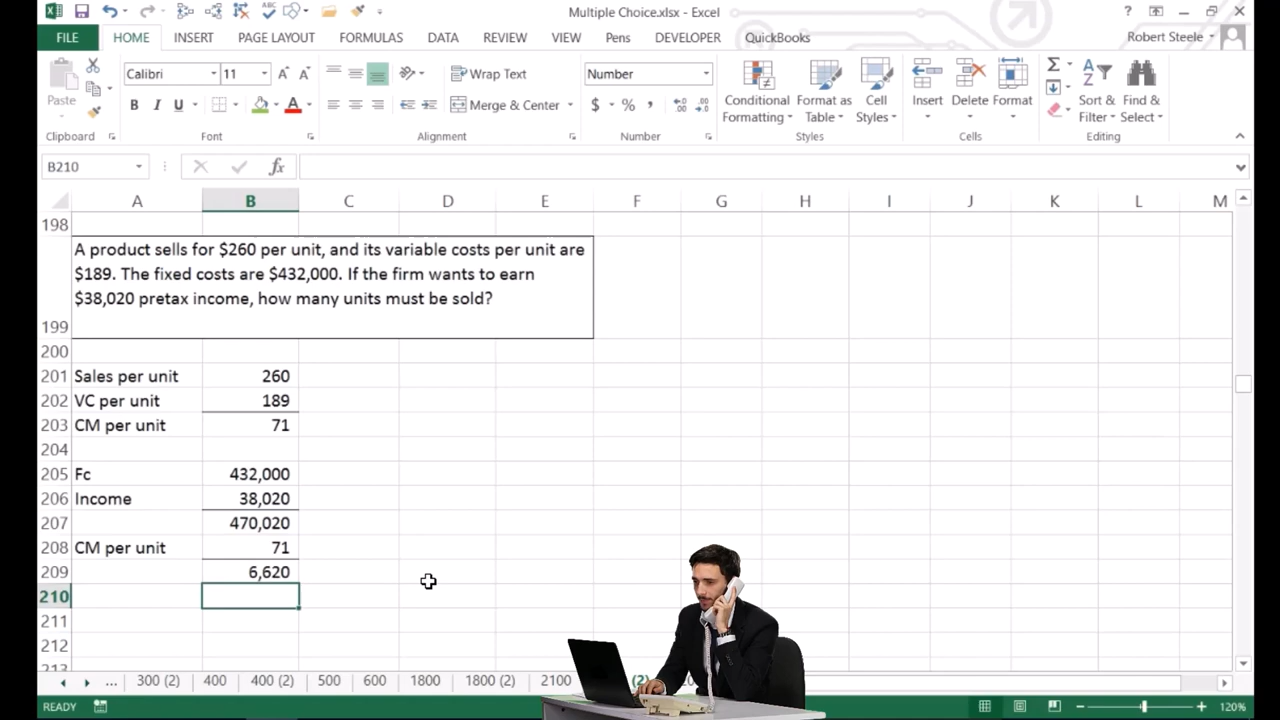 Multiple Choice.xlsx - Excel
FILE HOME INSERT PAGE LAYOUT FORMULAS DATA REVIEW VIEW Pens DEVELOPER QuickBooks Robert Steele
Calibri 11 Wrap Text Number
Paste B I U Merge & Center $ % , Conditional Formatting Format as Table Cell Styles Insert Delete Format Sort & Filter Find & Select
Clipboard Font Alignment Number Styles Cells Editing
B210 fx
A B C D E F G H I J K L M
198
199 A product sells for $260 per unit, and its variable costs per unit are
$189. The fixed costs are $432,000. If the firm wants to earn
$38,020 pretax income, how many units must be sold?
200
201 Sales per unit 260
202 VC per unit 189
203 CM per unit 71
204
205 Fc 432,000
206 Income 38,020
207 470,020
208 CM per unit 71
209 6,620
210
211
212
213
... 300 (2) 400 400 (2) 500 600 1800 1800 (2) 2100 (2)
READY 120%